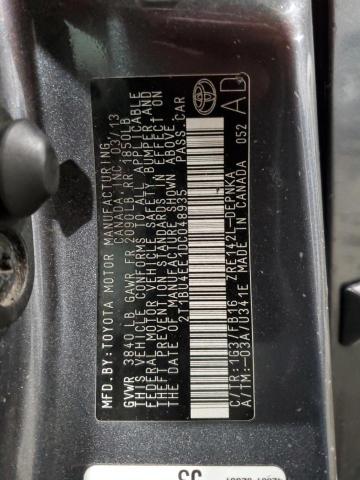 MFD.BY:TOYOTA MOTOR MANUFACTURING,
CANADA, INC. 03/13
GVWR 3840 LB GAWR FR 2090 LB RR 1950LB
THIS VEHICLE CONFORMS TO ALL APPLICABLE
FEDERAL MOTOR VEHICLE SAFETY, BUMPER, AND
THEFT PREVENTION STANDARDS IN EFFECT ON
THE DATE OF MANUFACTURE SHOWN ABOVE.
2T1BU4EE1DC048935 PASS.CAR
C/TR: 1G3/FB16 ZRE142L-DEPNKA
A/TM:-03A/U341E MADE IN CANADA 052
AD